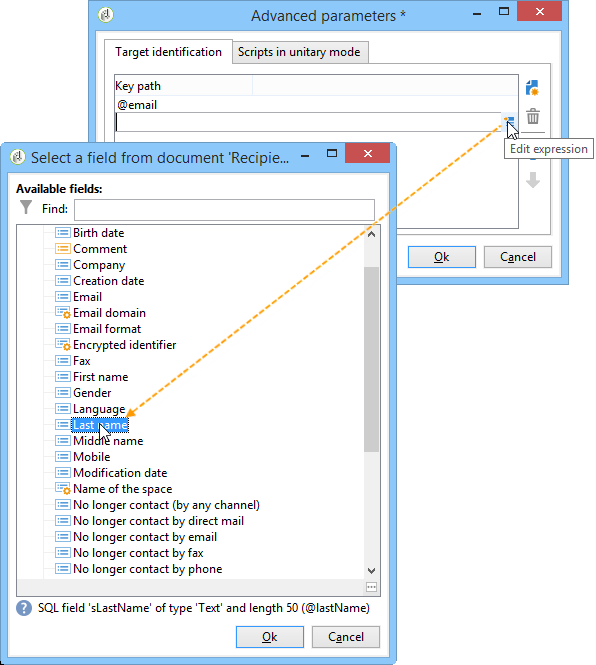 Advanced parameters *
Target identification
Scripts in unitary mode
Key path
@email
Edit expression
Ok
Cancel
Select a field from document 'Recipie...
Available fields:
Find:
Birth date
Comment
Company
Creation date
Email
Email domain
Email format
Encrypted identifier
Fax
First name
Gender
Language
Last name
Middle name
Mobile
Modification date
Name of the space
No longer contact (by any channel)
No longer contact by direct mail
No longer contact by email
No longer contact by fax
No longer contact by phone
SQL field 'sLastName' of type 'Text' and length 50 (@lastName)
Ok
Cancel